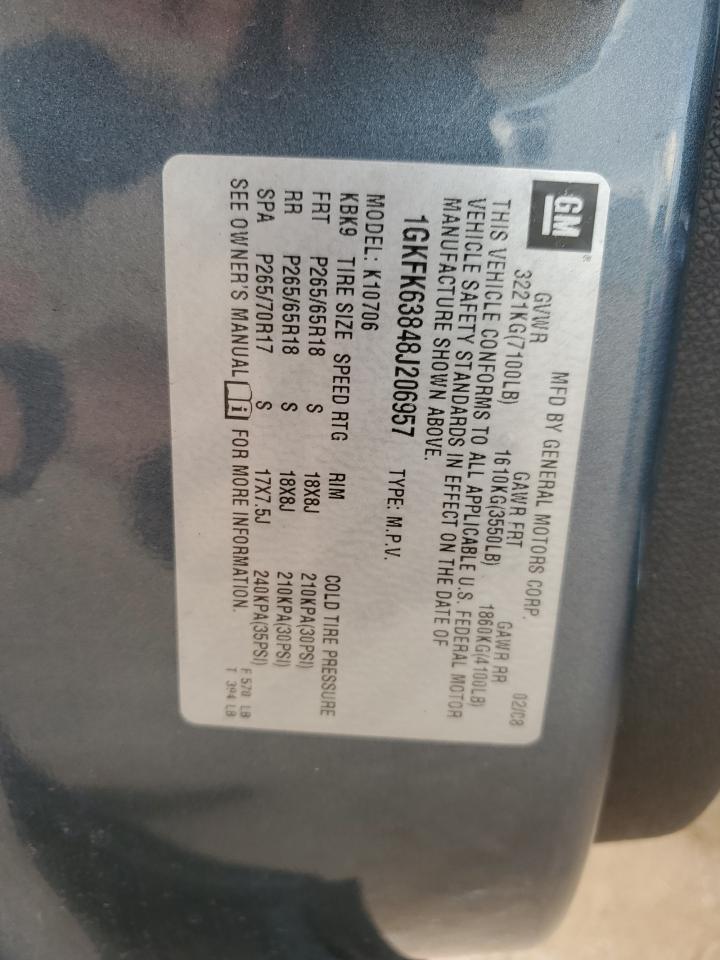 GM ®
MFD BY GENERAL MOTORS CORP. 02/08
GVWR GAWR FRT GAWR RR
3221KG(7100LB) 1610KG(3550LB) 1860KG(4100LB)
THIS VEHICLE CONFORMS TO ALL APPLICABLE U.S. FEDERAL MOTOR
VEHICLE SAFETY STANDARDS IN EFFECT ON THE DATE OF
MANUFACTURE SHOWN ABOVE.
1GKFK63848J206957 TYPE: M.P.V.
MODEL: K10706
KBK9 TIRE SIZE SPEED RTG RIM COLD TIRE PRESSURE
FRT P265/65R18 S 18X8J 210KPA(30PSI)
RR P265/65R18 S 18X8J 210KPA(30PSI)
SPA P265/70R17 S 17X7.5J 240KPA(35PSI)
SEE OWNER'S MANUAL i FOR MORE INFORMATION.
F 570 LB
T 394 LB